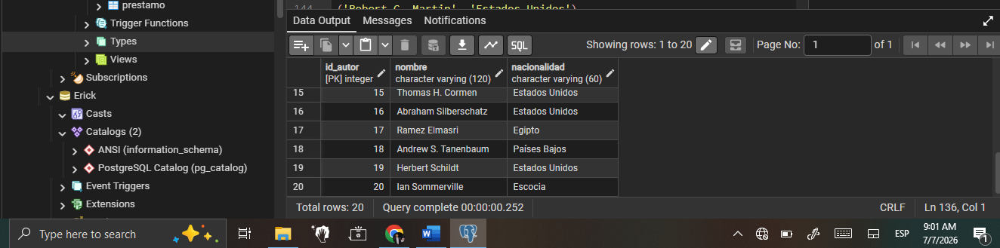 prestamo
Trigger Functions
Types
Views
Subscriptions
Erick
Casts
Catalogs (2)
ANSI (information_schema)
PostgreSQL Catalog (pg_catalog)
Event Triggers
Extensions
144 ('Robert C. Martin', 'Estados Unidos')
Data Output Messages Notifications
SQL Showing rows: 1 to 20 Page No: 1 of 1
id_autor nombre nacionalidad
[PK] integer character varying (120) character varying (60)
15 15 Thomas H. Cormen Estados Unidos
16 16 Abraham Silberschatz Estados Unidos
17 17 Ramez Elmasri Egipto
18 18 Andrew S. Tanenbaum Países Bajos
19 19 Herbert Schildt Estados Unidos
20 20 Ian Sommerville Escocia
Total rows: 20 Query complete 00:00:00.252 CRLF Ln 136, Col 1
Type here to search ESP 9:01 AM
7/7/2026 1